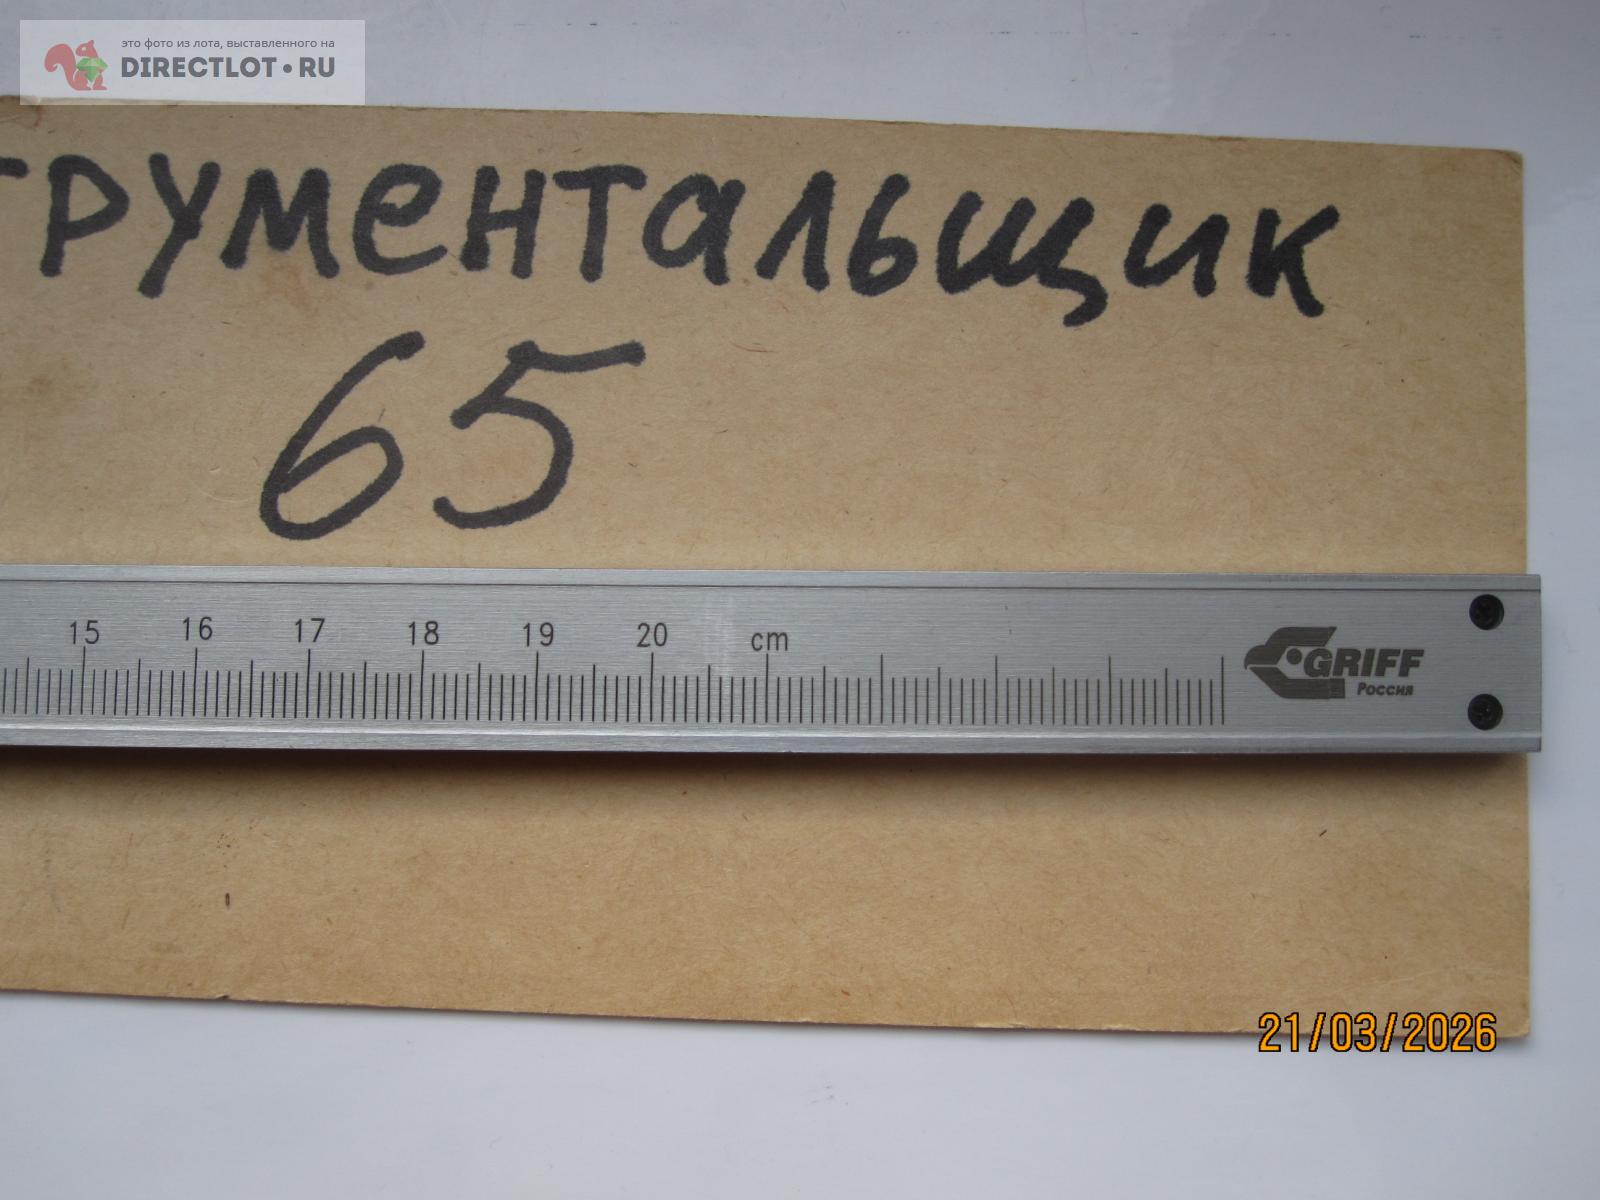 это фото из лота, выставленного на
DIRECTLOT•RU
трументальщик
65
15 16 17 18 19 20 cm
GRIFF
Россия
21/03/2026